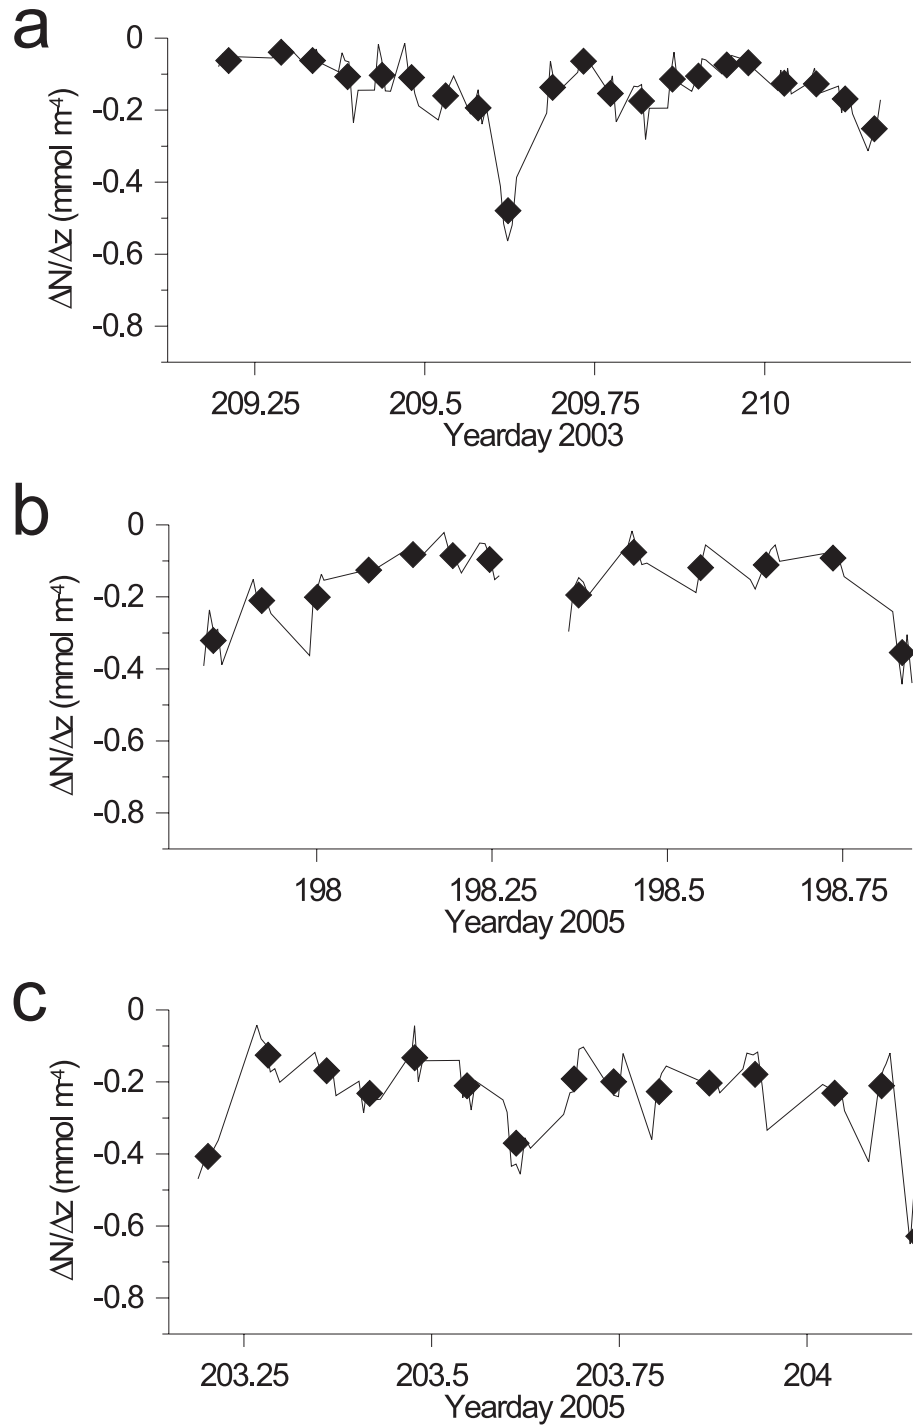 a
0
-0.2
-0.4
-0.6
-0.8
ΔN/Δz (mmol m⁻⁴)
209.25 209.5 209.75 210
Yearday 2003
b
0
-0.2
-0.4
-0.6
-0.8
ΔN/Δz (mmol m⁻⁴)
198 198.25 198.5 198.75
Yearday 2005
c
0
-0.2
-0.4
-0.6
-0.8
ΔN/Δz (mmol m⁻⁴)
203.25 203.5 203.75 204
Yearday 2005